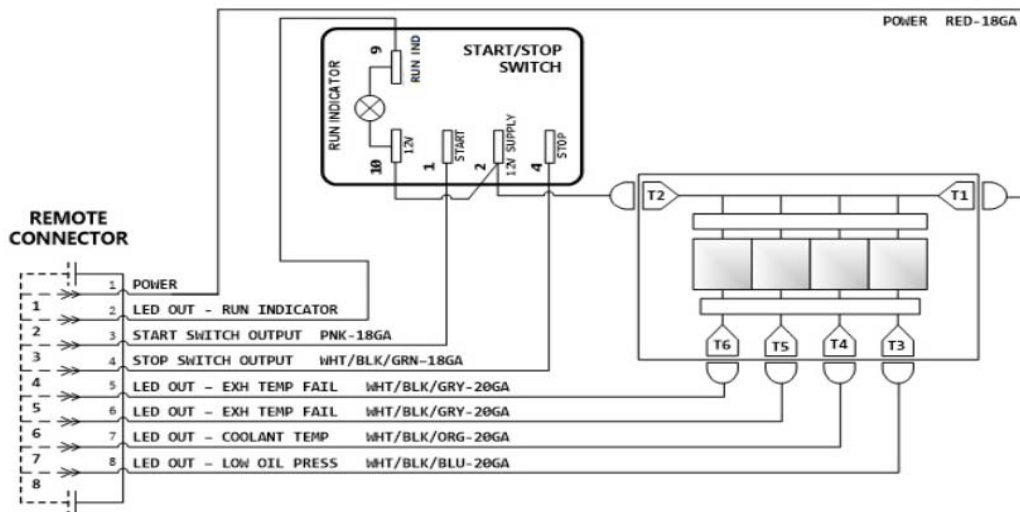 POWER RED-18GA
START/STOP
SWITCH
RUN INDICATOR
9
RUN IND
10
12V
1
START
2
12V SUPPLY
4
STOP
T2
T1
T6
T5
T4
T3
REMOTE
CONNECTOR
1 POWER
1
2 LED OUT – RUN INDICATOR
2
3 START SWITCH OUTPUT PNK-18GA
3
4 STOP SWITCH OUTPUT WHT/BLK/GRN-18GA
4
5 LED OUT – EXH TEMP FAIL WHT/BLK/GRY-20GA
5
6 LED OUT – EXH TEMP FAIL WHT/BLK/GRY-20GA
6
7 LED OUT – COOLANT TEMP WHT/BLK/ORG-20GA
7
8 LED OUT – LOW OIL PRESS WHT/BLK/BLU-20GA
8